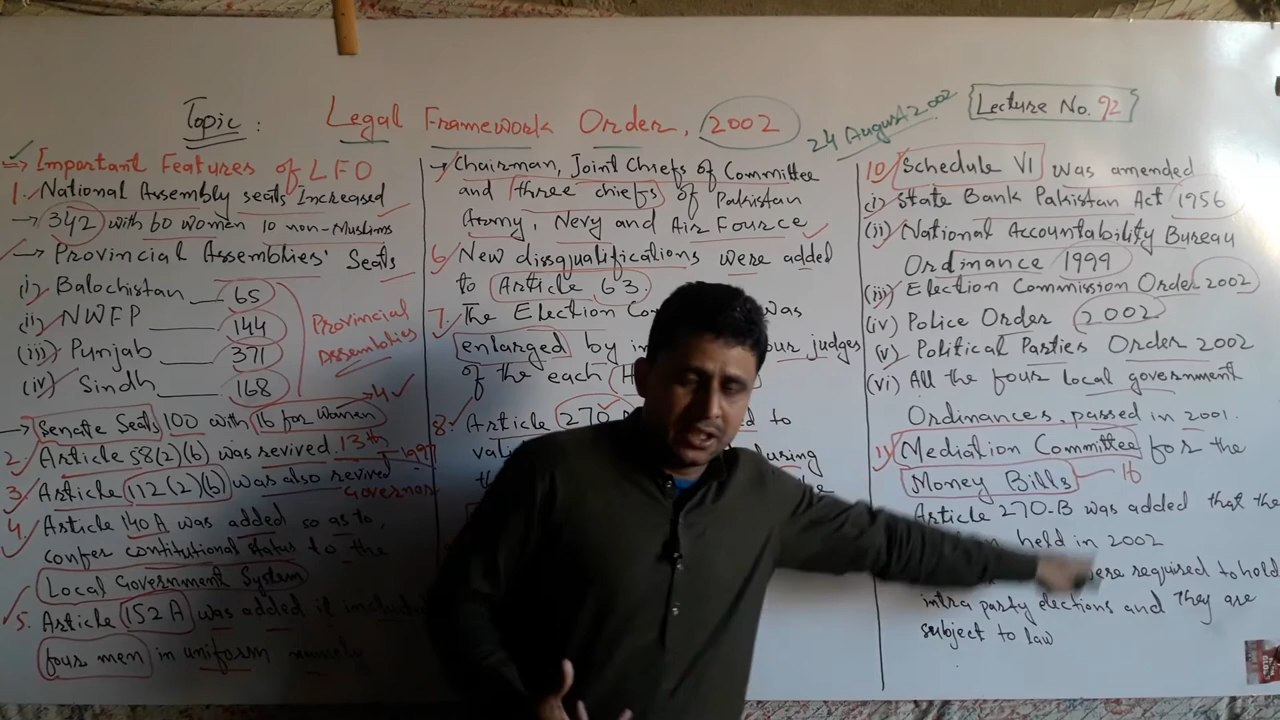 Topic : Legal Framework Order, 2002
24 August 2002
Lecture No. 92
⇒ Important Features of LFO
1. National Assembly seats Increased
→ 342 with 60 women 10 non-Muslims
→ Provincial Assemblies' Seats
(i) Balochistan 65
(ii) NWFP 144
(iii) Punjab 371
(iv) Sindh 168
Provincial
Assemblies
→ Senate Seats 100 with 16 for women
4
2. Article 58(2)(b) was revived 13th
1997
3. Article 112(2)(b) was also revived
Governor
4. Article 140A was added so as to,
confer contitutional status to the
Local Government System
5. Article 152A was added it
four men in uniform namely
→ Chairman, Joint Chiefs of Committee
and three chiefs of Pakistan
Army, Nevy and Air Fource
6. New dissqualifications were added
to Article 63.
7. The Election was
enlarged by judges
of the each
8. Article 270 to
10. Schedule VI was amended
(i) State Bank Pakistan Act 1956
(ii) National Accountability Bureau
Ordinance 1999
(iii) Election Commission Order 2002
(iv) Police Order 2002
(v) Political Parties Order 2002
(vi) All the four local government
Ordinances, passed in 2001.
11) Mediation Committee for the
Money Bills 16
Article 270-B was added that the
held in 2002
were required to hold
intra party elections and They are
subject to law